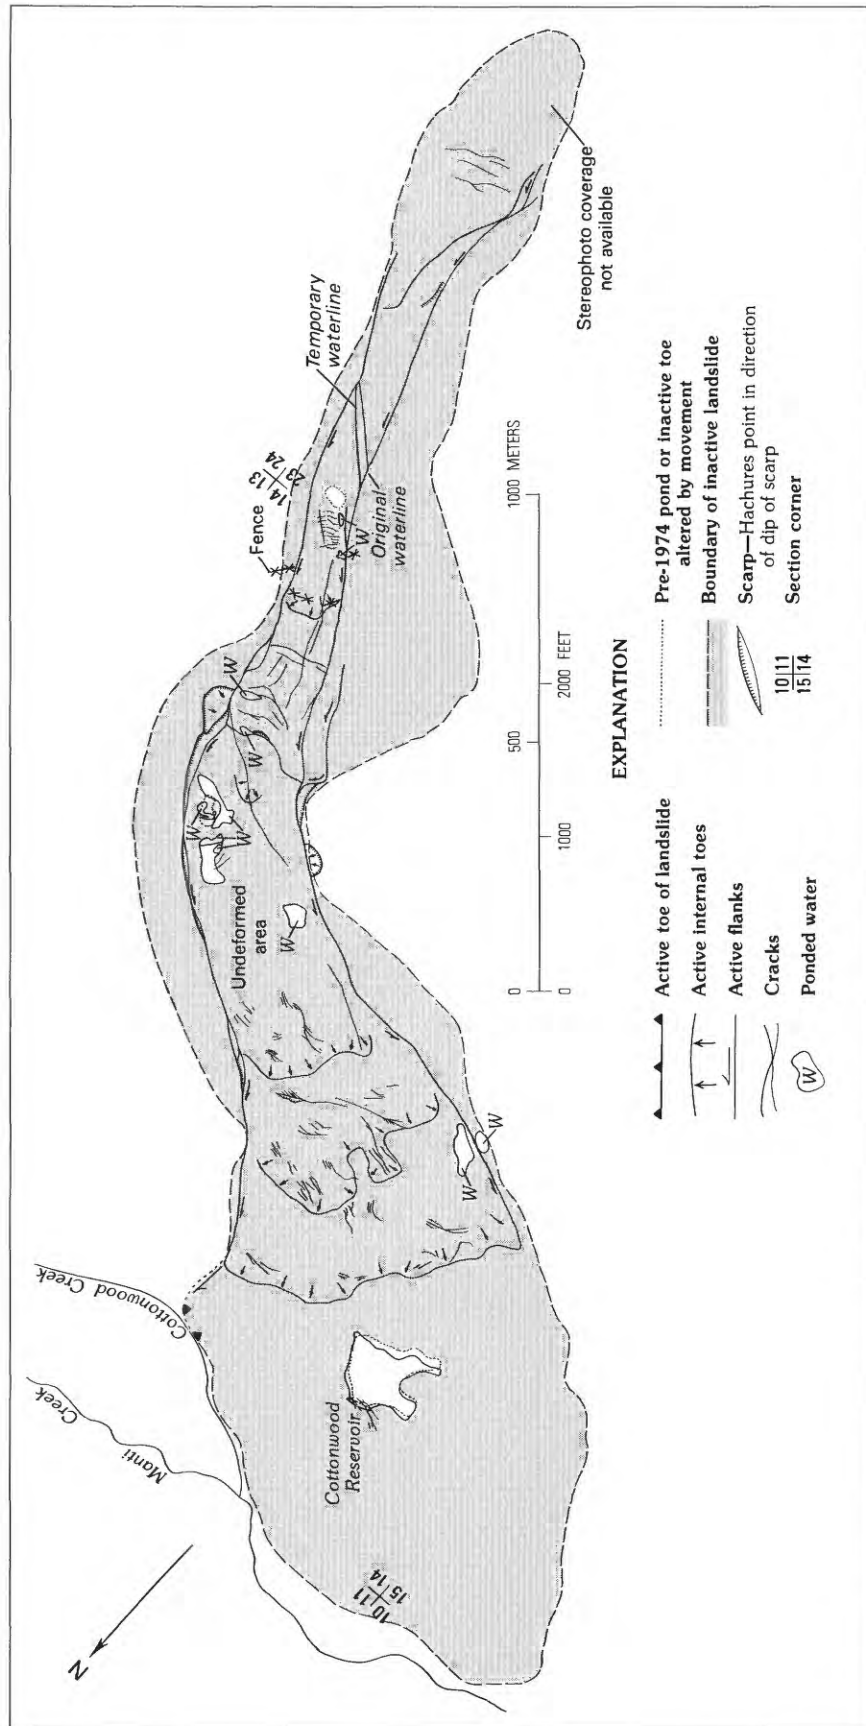 Manti
Creek
Cottonwood Creek
N
10|11
15|14
Cottonwood
Reservoir
W
W
Undeformed
area
W
W
W
W
W
W
Fence
14|13
23|24
Temporary
waterline
Original
waterline
Stereophoto coverage
not available
0 500 1000 METERS
0 1000 2000 FEET
EXPLANATION
Active toe of landslide
Active internal toes
Active flanks
Cracks
W
Ponded water
Pre-1974 pond or inactive toe
altered by movement
Boundary of inactive landslide
Scarp—Hachures point in direction
of dip of scarp
10|11
15|14
Section corner